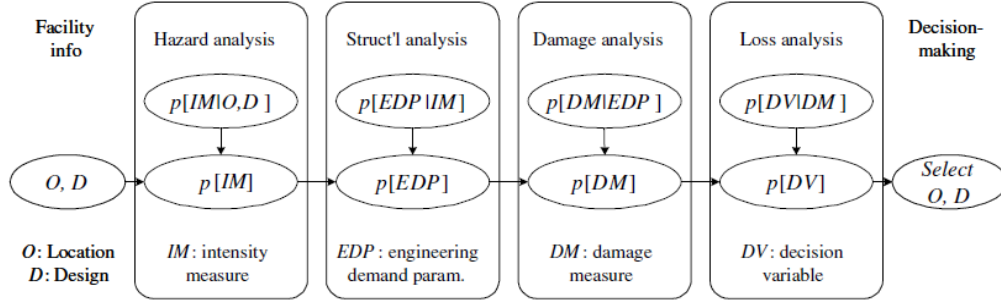 Facility
info
Hazard analysis
Struct'l analysis
Damage analysis
Loss analysis
Decision-
making
p[IM|O,D ]
p[EDP |IM]
p[DM|EDP ]
p[DV|DM]
O, D
p[IM]
p[EDP]
p[DM]
p[DV]
Select
O, D
O: Location
D: Design
IM: intensity
measure
EDP: engineering
demand param.
DM: damage
measure
DV: decision
variable